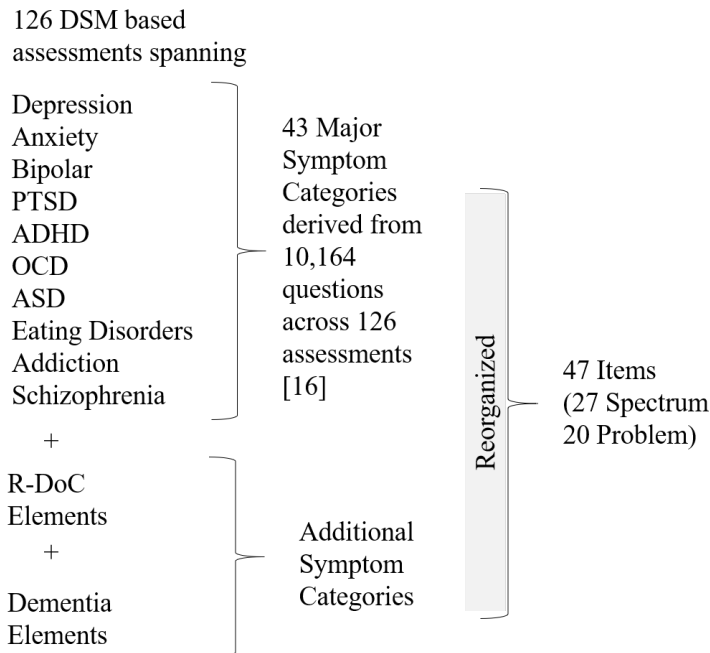 126 DSM based
assessments spanning
Depression
Anxiety
Bipolar
PTSD
ADHD
OCD
ASD
Eating Disorders
Addiction
Schizophrenia
+
R-DoC
Elements
+
Dementia
Elements
43 Major
Symptom
Categories
derived from
10,164
questions
across 126
assessments
[16]
Additional
Symptom
Categories
Reorganized
47 Items
(27 Spectrum
20 Problem)